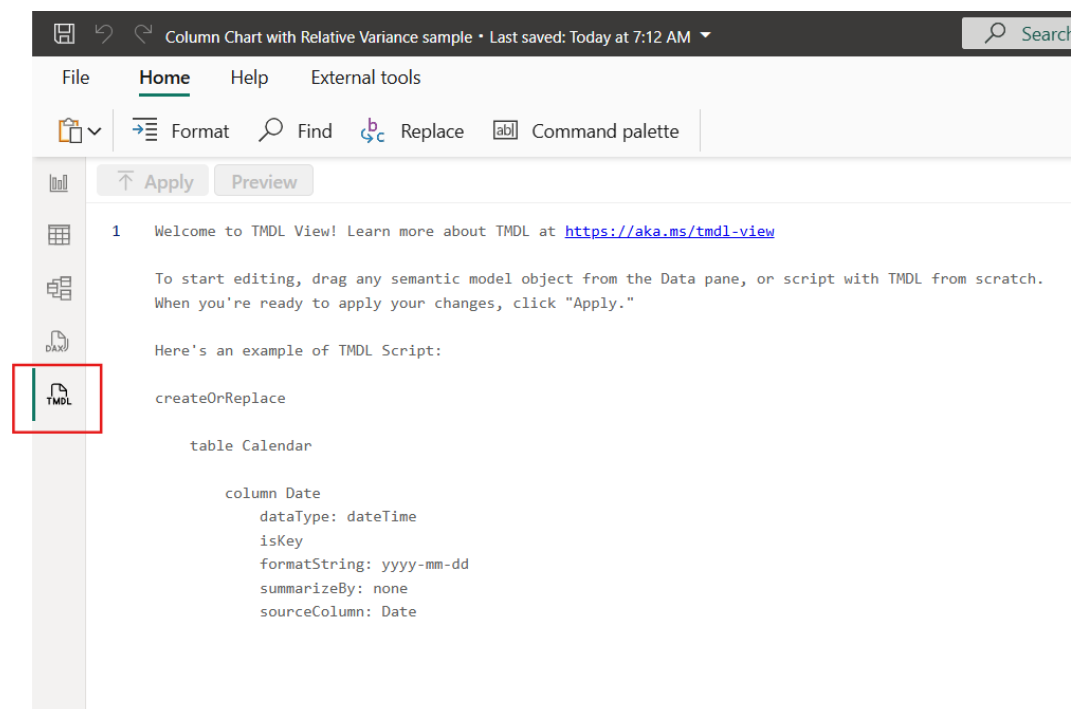 Column Chart with Relative Variance sample • Last saved: Today at 7:12 AM
Search
File Home Help External tools
Format Find Replace Command palette
Apply Preview
1 Welcome to TMDL View! Learn more about TMDL at https://aka.ms/tmdl-view
To start editing, drag any semantic model object from the Data pane, or script with TMDL from scratch.
When you're ready to apply your changes, click "Apply."
Here's an example of TMDL Script:
createOrReplace
table Calendar
column Date
dataType: dateTime
isKey
formatString: yyyy-mm-dd
summarizeBy: none
sourceColumn: Date
DAX
TMDL